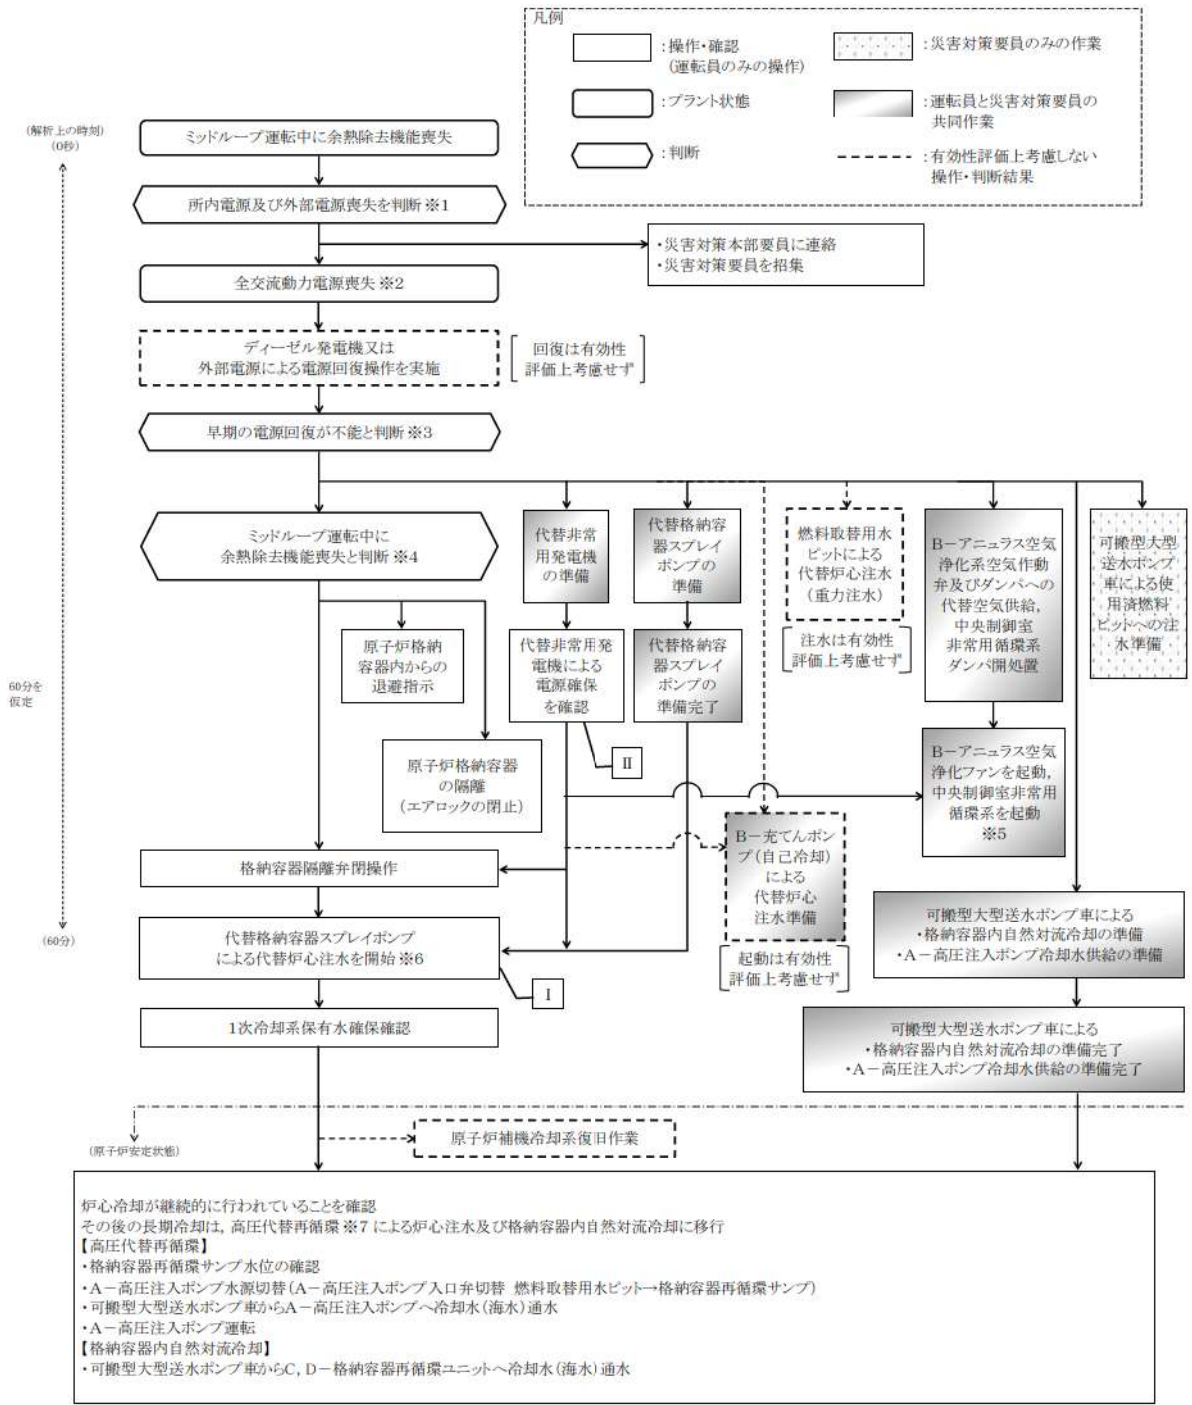 凡例
:操作・確認
(運転員のみの操作)
:災害対策要員のみの作業
:プラント状態
:運転員と災害対策要員の
共同作業
:判断
:有効性評価上考慮しない
操作・判断結果
(解析上の時刻)
(0秒)
ミッドループ運転中に余熱除去機能喪失
所内電源及び外部電源喪失を判断※1
・災害対策本部要員に連絡
・災害対策要員を招集
全交流動力電源喪失※2
ディーゼル発電機又は
外部電源による電源回復操作を実施
回復は有効性
評価上考慮せず
早期の電源回復が不能と判断※3
ミッドループ運転中に
余熱除去機能喪失と判断※4
代替非常
用発電機
の準備
代替格納容
器スプレイ
ポンプの
準備
燃料取替用水
ピットによる
代替炉心注水
(重力注水)
注水は有効性
評価上考慮せず
B-アニュラス空気
浄化系空気作動
弁及びダンパへの
代替空気供給,
中央制御室
非常用循環系
ダンパ開処置
可搬型大型
送水ポンプ
車による使
用済燃料
ピットへの注
水準備
原子炉格納
容器内からの
退避指示
代替非常用発
電機による
電源確保
を確認
代替格納容
器スプレイ
ポンプの
準備完了
60分を
仮定
原子炉格納容器
の隔離
(エアロックの閉止)
II
B-アニュラス空気
浄化ファンを起動,
中央制御室非常用
循環系を起動
※5
B-充てんポン
プ(自己冷却)
による
代替炉心
注水準備
起動は有効性
評価上考慮せず
格納容器隔離弁閉操作
(60分)
代替格納容器スプレイポンプ
による代替炉心注水を開始※6
I
可搬型大型送水ポンプ車による
・格納容器内自然対流冷却の準備
・A-高圧注入ポンプ冷却水供給の準備
1次冷却系保有水確保確認
可搬型大型送水ポンプ車による
・格納容器内自然対流冷却の準備完了
・A-高圧注入ポンプ冷却水供給の準備完了
(原子炉安定状態)
原子炉補機冷却系復旧作業
炉心冷却が継続的に行われていることを確認
その後の長期冷却は,高圧代替再循環※7による炉心注水及び格納容器内自然対流冷却に移行
【高圧代替再循環】
・格納容器再循環サンプ水位の確認
・A-高圧注入ポンプ水源切替(A-高圧注入ポンプ入口弁切替 燃料取替用水ピット→格納容器再循環サンプ)
・可搬型大型送水ポンプ車からA-高圧注入ポンプへ冷却水(海水)通水
・A-高圧注入ポンプ運転
【格納容器内自然対流冷却】
・可搬型大型送水ポンプ車からC, D-格納容器再循環ユニットへ冷却水(海水)通水